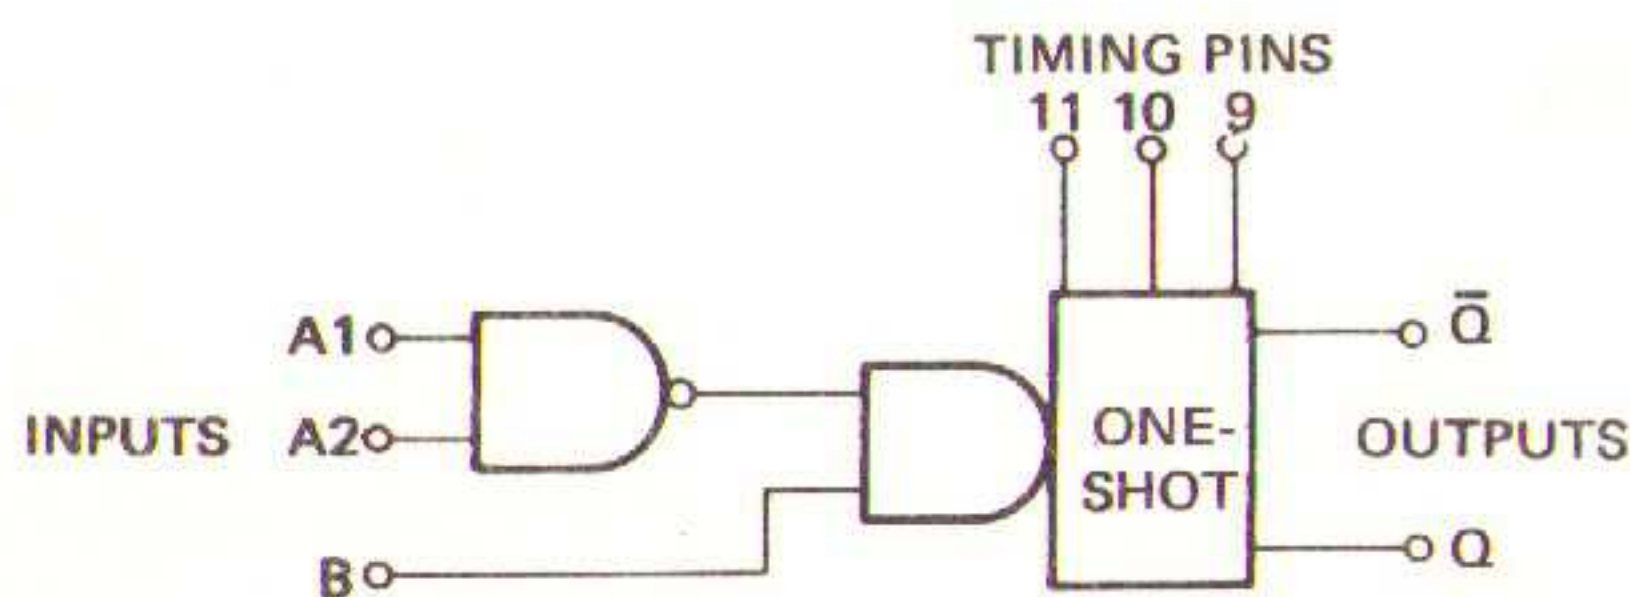 TIMING PINS
11 10 9
A1
Q̅
INPUTS A2
ONE-
SHOT
OUTPUTS
B
Q